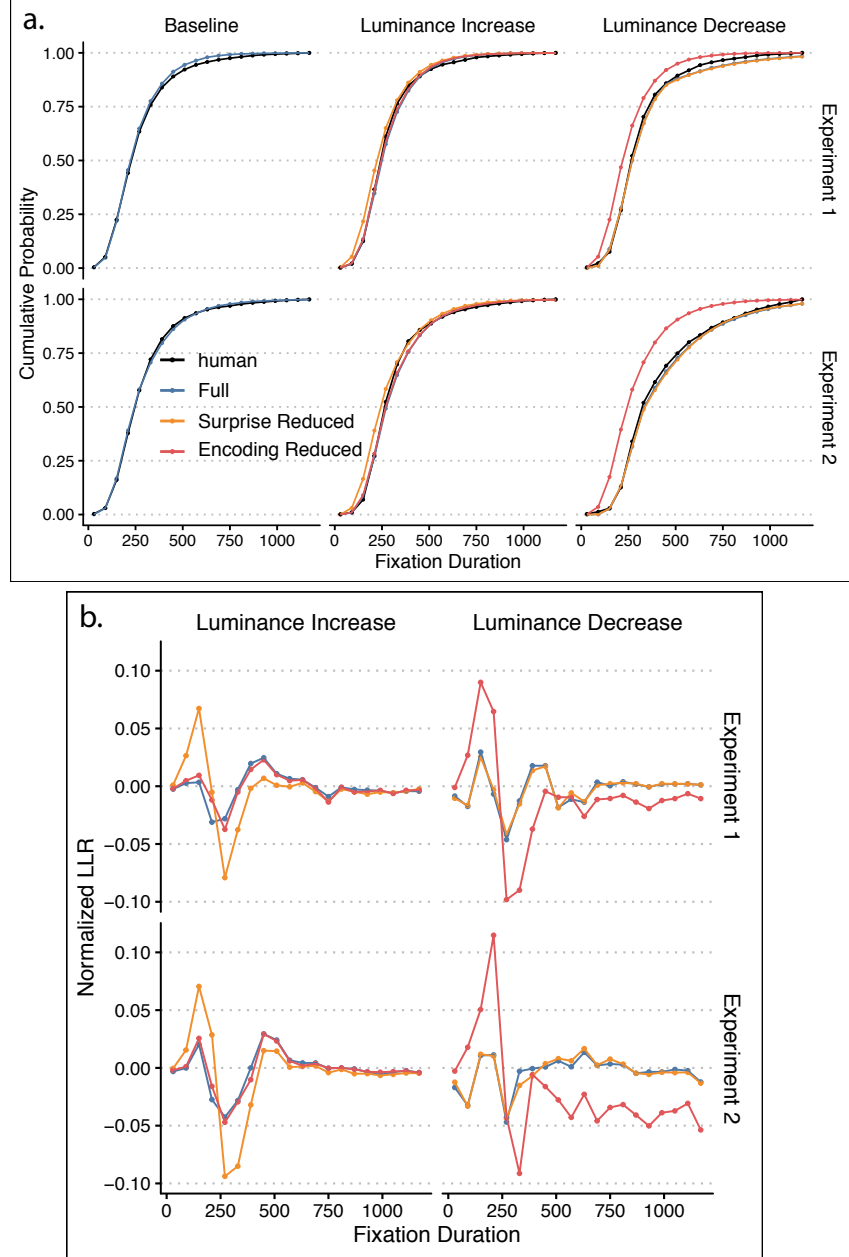 a.
Baseline
Luminance Increase
Luminance Decrease
1.00
0.75
0.50
0.25
0.00
Experiment 1
Cumulative Probability
1.00
0.75
0.50
0.25
0.00
human
Full
Surprise Reduced
Encoding Reduced
Experiment 2
0 250 500 750 1000
0 250 500 750 1000
0 250 500 750 1000
Fixation Duration
b.
Luminance Increase
Luminance Decrease
0.10
0.05
0.00
−0.05
−0.10
Experiment 1
Normalized LLR
0.10
0.05
0.00
−0.05
−0.10
Experiment 2
0 250 500 750 1000
0 250 500 750 1000
Fixation Duration